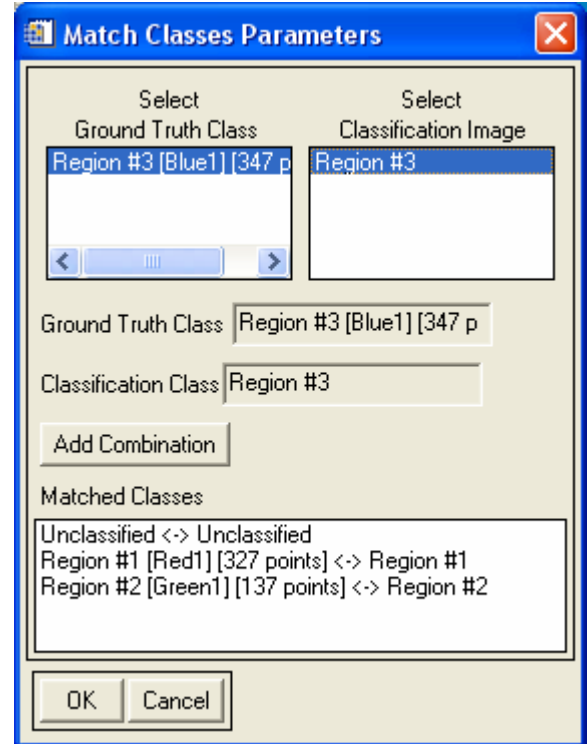 Match Classes Parameters
Select
Ground Truth Class
Select
Classification Image
Region #3 [Blue1] [347 p
Region #3
Ground Truth Class Region #3 [Blue1] [347 p
Classification Class Region #3
Add Combination
Matched Classes
Unclassified <-> Unclassified
Region #1 [Red1] [327 points] <-> Region #1
Region #2 [Green1] [137 points] <-> Region #2
OK Cancel